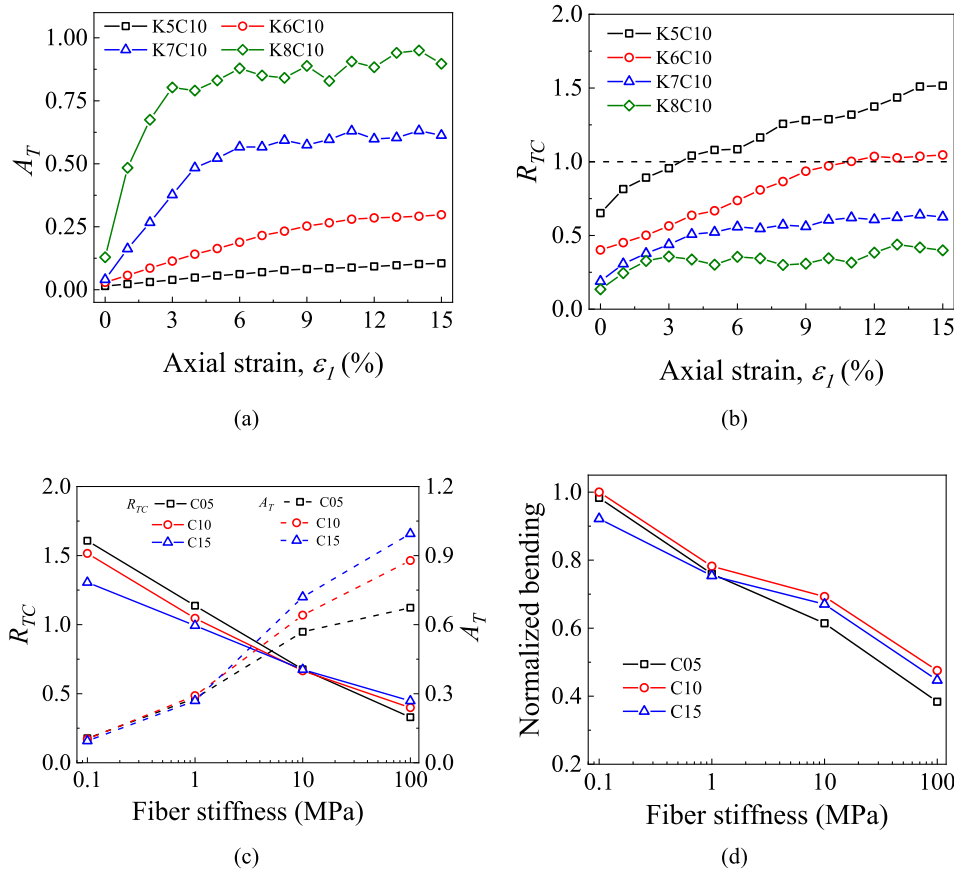 K5C10 K6C10
K7C10 K8C10
1.00
0.75
0.50
0.25
0.00
A_T
0 3 6 9 12 15
Axial strain, ε_1 (%)
(a)
K5C10
K6C10
K7C10
K8C10
2.0
1.5
1.0
0.5
0.0
R_TC
0 3 6 9 12 15
Axial strain, ε_1 (%)
(b)
R_TC C05 A_T C05
C10 C10
C15 C15
2.0 1.2
1.5 0.9
1.0 0.6
0.5 0.3
0.0 0.0
R_TC
A_T
0.1 1 10 100
Fiber stiffness (MPa)
(c)
1.0
0.8
0.6
0.4
0.2
Normalized bending
C05
C10
C15
0.1 1 10 100
Fiber stiffness (MPa)
(d)